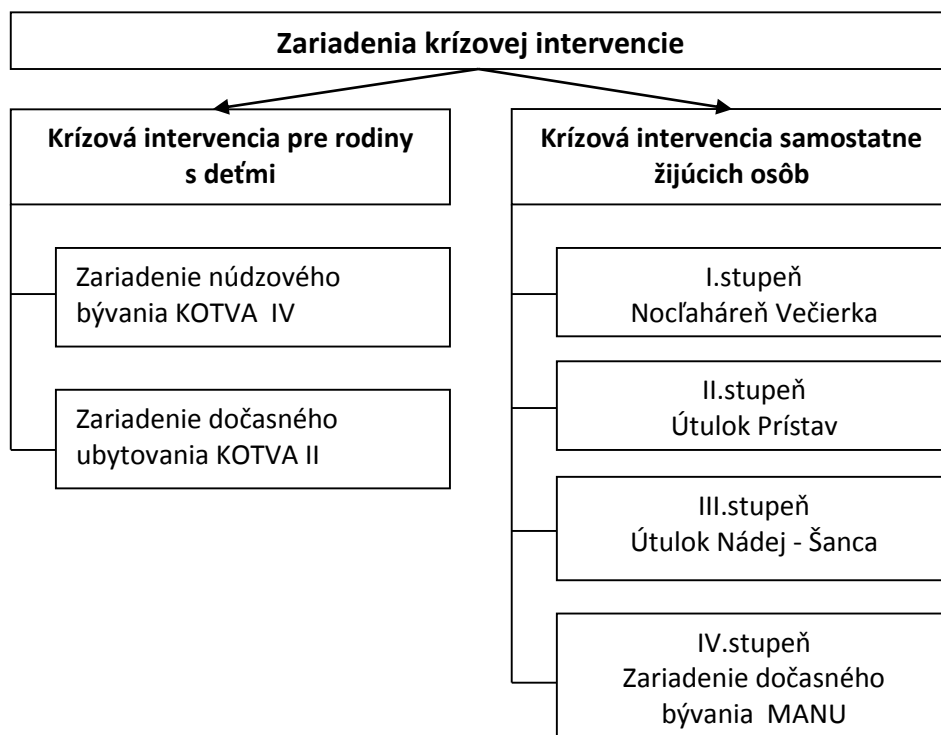 Zariadenia krízovej intervencie
Krízová intervencia pre rodiny
s deťmi
Zariadenie núdzového
bývania KOTVA IV
Zariadenie dočasného
ubytovania KOTVA II
Krízová intervencia samostatne
žijúcich osôb
I.stupeň
Nocľaháreň Večierka
II.stupeň
Útulok Prístav
III.stupeň
Útulok Nádej - Šanca
IV.stupeň
Zariadenie dočasného
bývania MANU